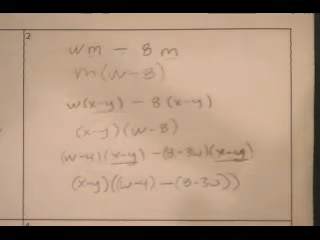 2
wm - 8m
m(w-8)
w(x-y) - 8(x-y)
(x-y)(w-8)
(w-4)(x-y) - (8-3w)(x-y)
(x-y)((w-4) - (8-3w))